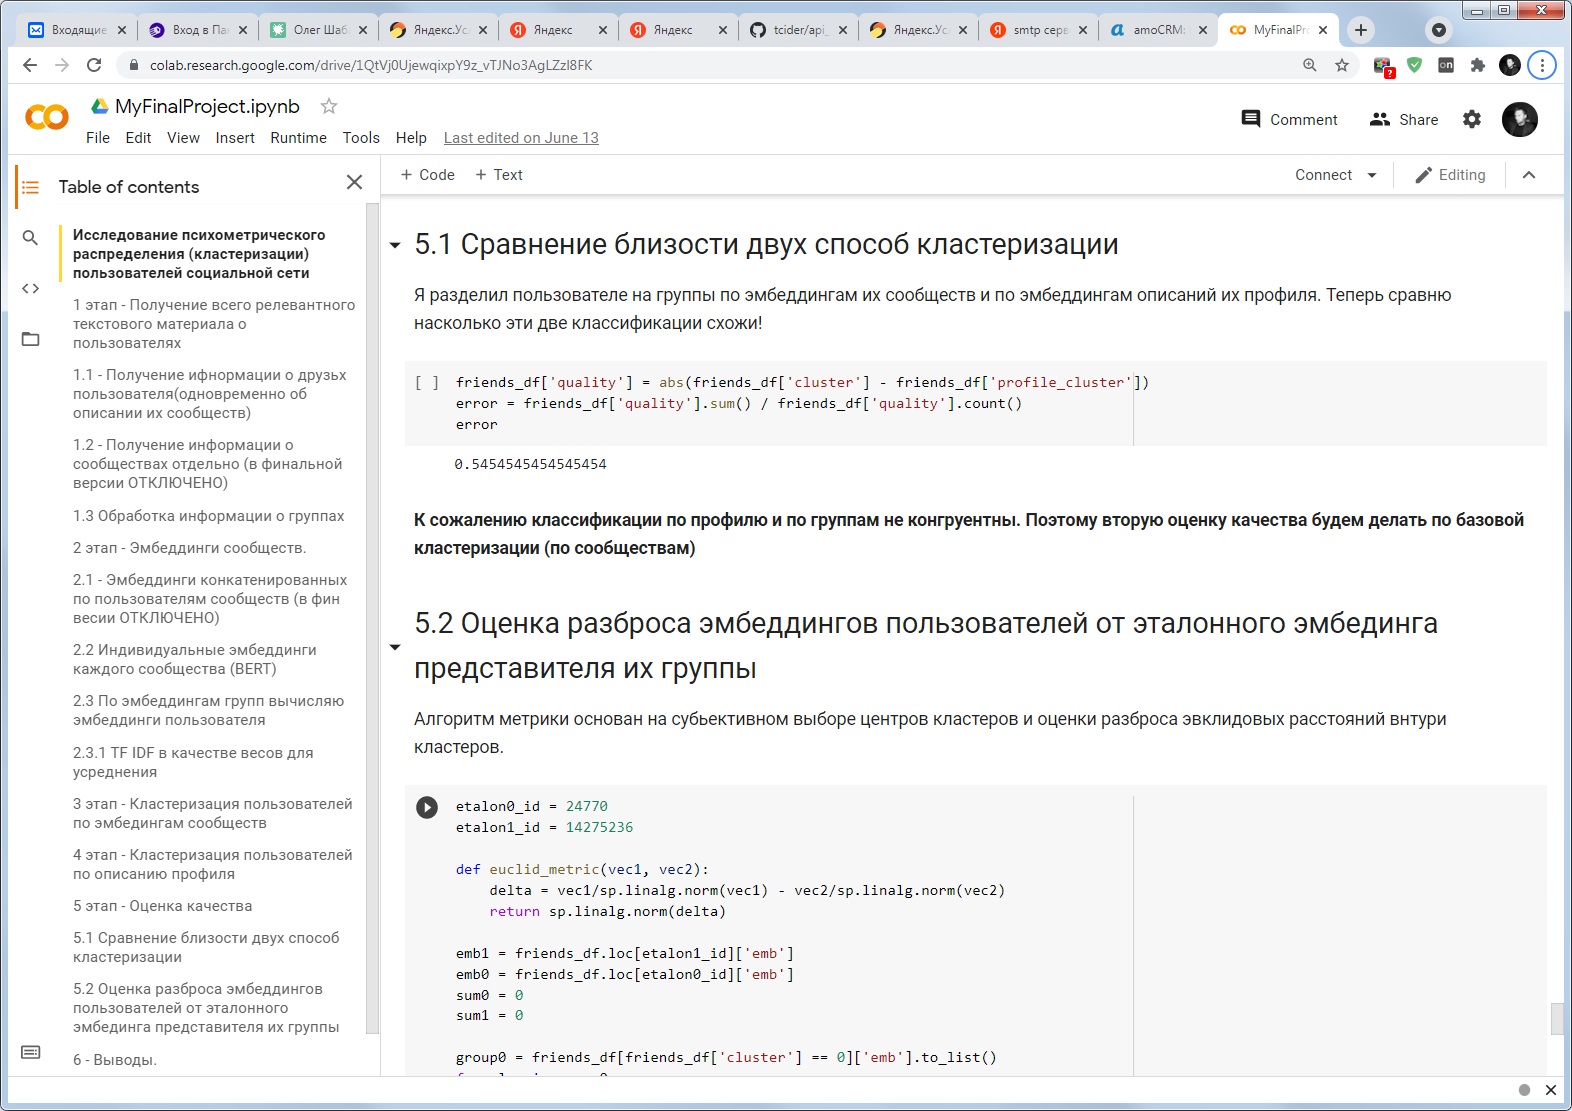 Входящие
Вход в Па
Олег Шаб
Яндекс.Ус
Яндекс
Яндекс
tcider/api_
Яндекс.Ус
smtp серв
amoCRM:
MyFinalPr
colab.research.google.com/drive/1QtVj0UjewqixpY9z_vTJNo3AgLZzI8FK
MyFinalProject.ipynb
File Edit View Insert Runtime Tools Help Last edited on June 13
Comment Share
+ Code + Text
Connect Editing
Table of contents
Исследование психометрического
распределения (кластеризации)
пользователей социальной сети
1 этап - Получение всего релевантного
текстового материала о
пользователях
1.1 - Получение ифнормации о друзьх
пользователя(одновременно об
описании их сообществ)
1.2 - Получение информации о
сообществах отдельно (в финальной
версии ОТКЛЮЧЕНО)
1.3 Обработка информации о группах
2 этап - Эмбеддинги сообществ.
2.1 - Эмбеддинги конкатенированных
по пользователям сообществ (в фин
весии ОТКЛЮЧЕНО)
2.2 Индивидуальные эмбеддинги
каждого сообщества (BERT)
2.3 По эмбеддингам групп вычисляю
эмбеддинги пользователя
2.3.1 TF IDF в качестве весов для
усреднения
3 этап - Кластеризация пользователей
по эмбедингам сообществ
4 этап - Кластеризация пользователей
по описанию профиля
5 этап - Оценка качества
5.1 Сравнение близости двух способ
кластеризации
5.2 Оценка разброса эмбеддингов
пользователей от эталонного
эмбединга представителя их группы
6 - Выводы.
5.1 Сравнение близости двух способ кластеризации
Я разделил пользователе на группы по эмбеддингам их сообществ и по эмбеддингам описаний их профиля. Теперь сравню
насколько эти две классификации схожи!
[ ] friends_df['quality'] = abs(friends_df['cluster'] - friends_df['profile_cluster'])
error = friends_df['quality'].sum() / friends_df['quality'].count()
error
0.5454545454545454
К сожалению классификации по профилю и по группам не конгруентны. Поэтому вторую оценку качества будем делать по базовой
кластеризации (по сообществам)
5.2 Оценка разброса эмбеддингов пользователей от эталонного эмбединга
представителя их группы
Алгоритм метрики основан на субьективном выборе центров кластеров и оценки разброса эвклидовых расстояний внтури
кластеров.
etalon0_id = 24770
etalon1_id = 14275236
def euclid_metric(vec1, vec2):
delta = vec1/sp.linalg.norm(vec1) - vec2/sp.linalg.norm(vec2)
return sp.linalg.norm(delta)
emb1 = friends_df.loc[etalon1_id]['emb']
emb0 = friends_df.loc[etalon0_id]['emb']
sum0 = 0
sum1 = 0
group0 = friends_df[friends_df['cluster'] == 0]['emb'].to_list()